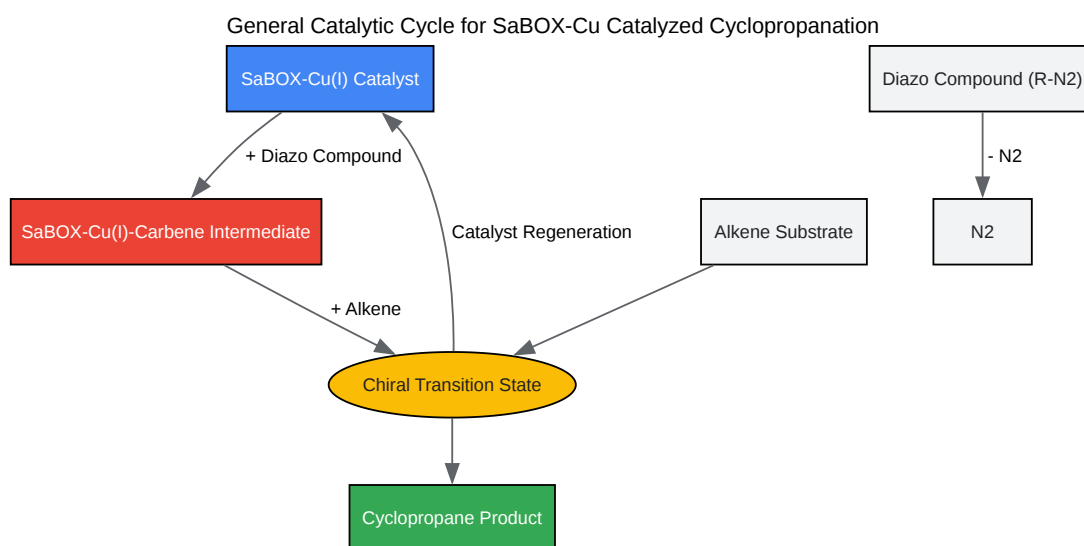 General Catalytic Cycle for SaBOX-Cu Catalyzed Cyclopropanation
SaBOX-Cu(I) Catalyst
Diazo Compound (R-N2)
+ Diazo Compound
- N2
SaBOX-Cu(I)-Carbene Intermediate
Catalyst Regeneration
Alkene Substrate
N2
+ Alkene
Chiral Transition State
Cyclopropane Product